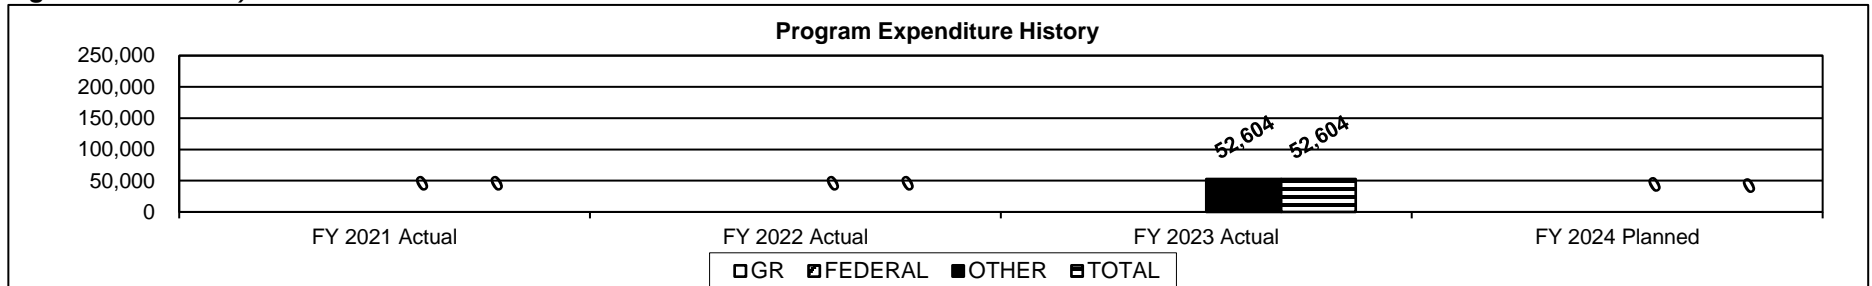 Program Expenditure History
250,000
200,000
150,000
100,000
50,000
0
0 0 0 0 52,604 52,604 0 0
FY 2021 Actual FY 2022 Actual FY 2023 Actual FY 2024 Planned
GR FEDERAL OTHER TOTAL